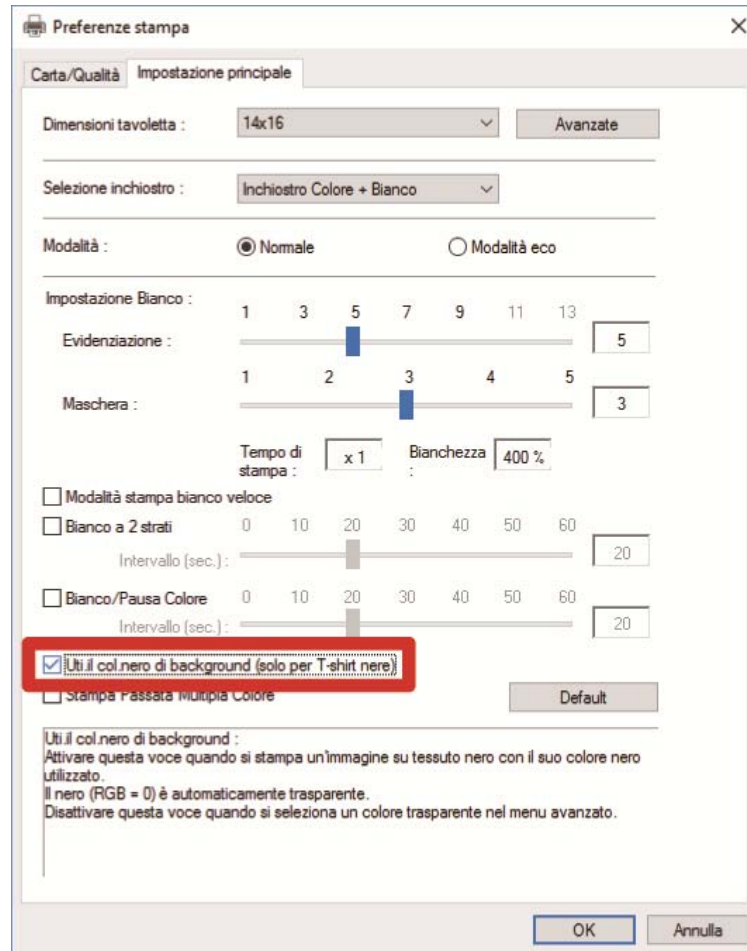 Preferenze stampa
Carta/Qualità Impostazione principale
Dimensioni tavoletta : 14x16 Avanzate
Selezione inchiostro : Inchiostro Colore + Bianco
Modalità : Normale Modalità eco
Impostazione Bianco :
1 3 5 7 9 11 13
Evidenziazione : 5
1 2 3 4 5
Maschera : 3
Tempo di stampa : x 1 Bianchezza : 400 %
Modalità stampa bianco veloce
Bianco a 2 strati 0 10 20 30 40 50 60
Intervallo (sec.) : 20
Bianco/Pausa Colore 0 10 20 30 40 50 60
Intervallo (sec.) : 20
Uti.il col.nero di background (solo per T-shirt nere)
Stampa Passata Multipla Colore Default
Uti.il col.nero di background :
Attivare questa voce quando si stampa un'immagine su tessuto nero con il suo colore nero
utilizzato.
Il nero (RGB = 0) è automaticamente trasparente.
Disattivare questa voce quando si seleziona un colore trasparente nel menu avanzato.
OK Annulla